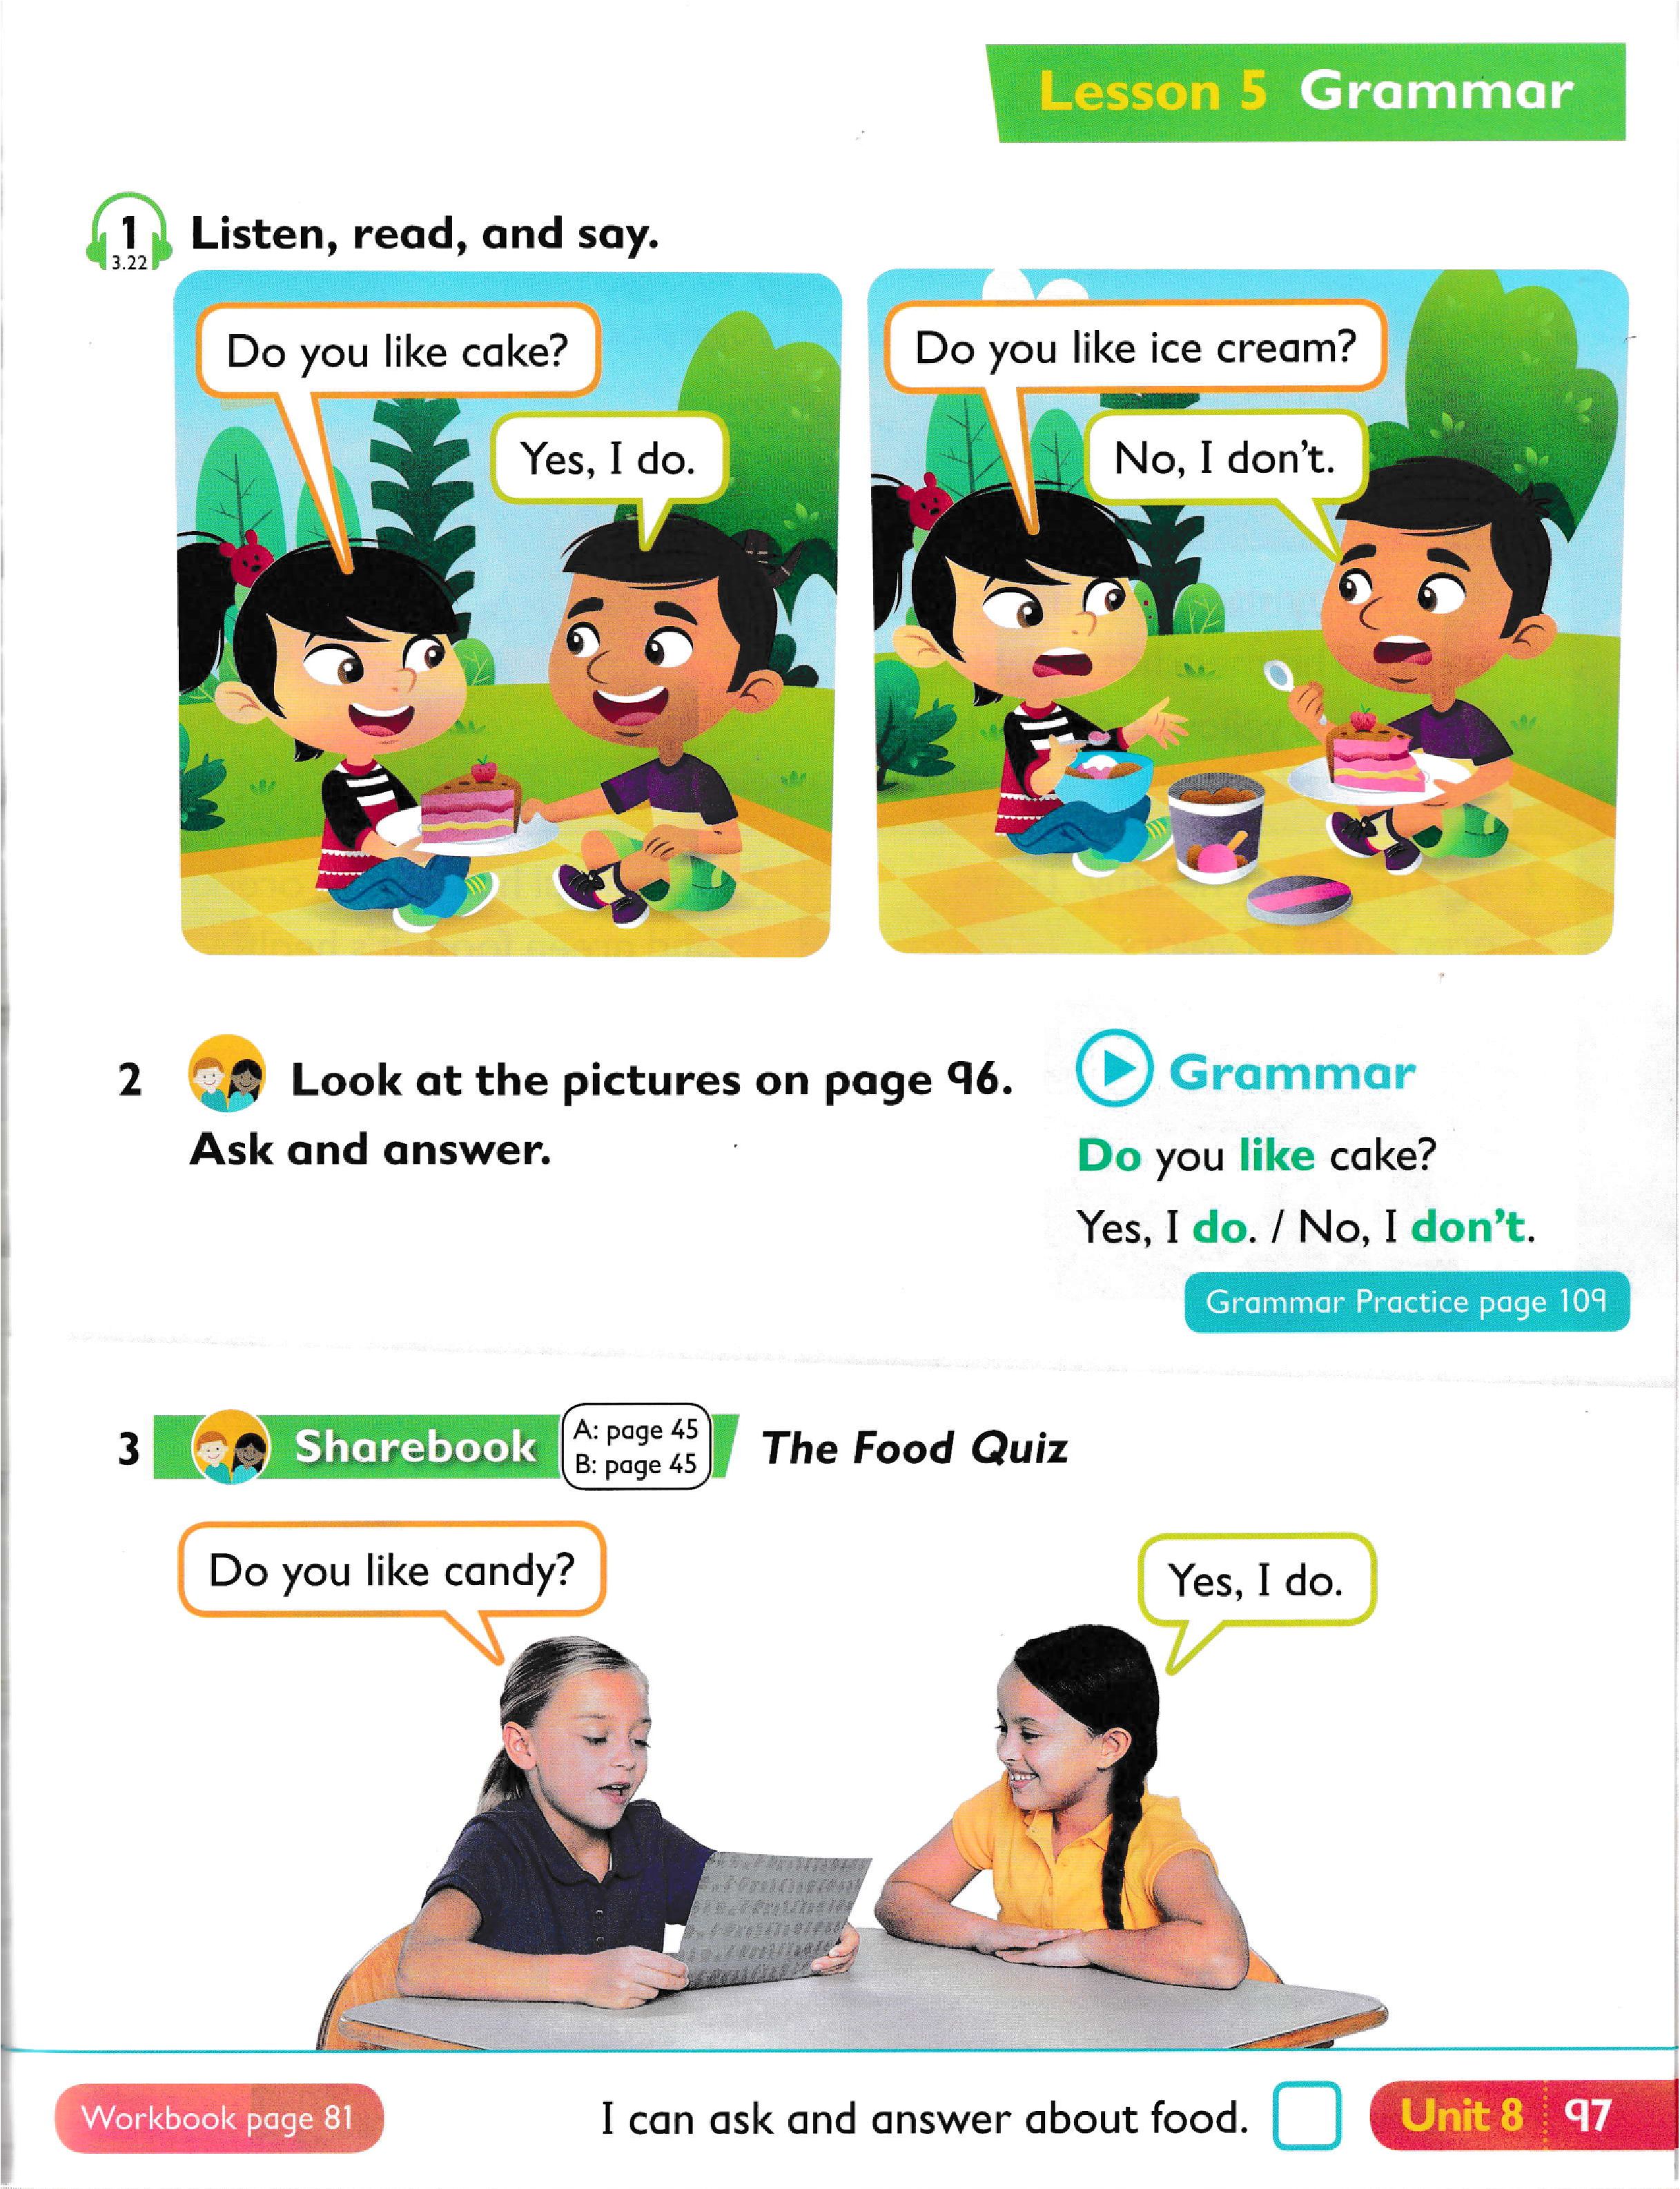 Lesson 5 Grammar
1
3.22
Listen, read, and say.
Do you like cake?
Yes, I do.
Do you like ice cream?
No, I don't.
2 Look at the pictures on page 96.
Ask and answer.
Grammar
Do you like cake?
Yes, I do. / No, I don't.
Grammar Practice page 109
3 Sharebook
A: page 45
B: page 45
The Food Quiz
Do you like candy?
Yes, I do.
Workbook page 81
I can ask and answer about food.
Unit 8 97